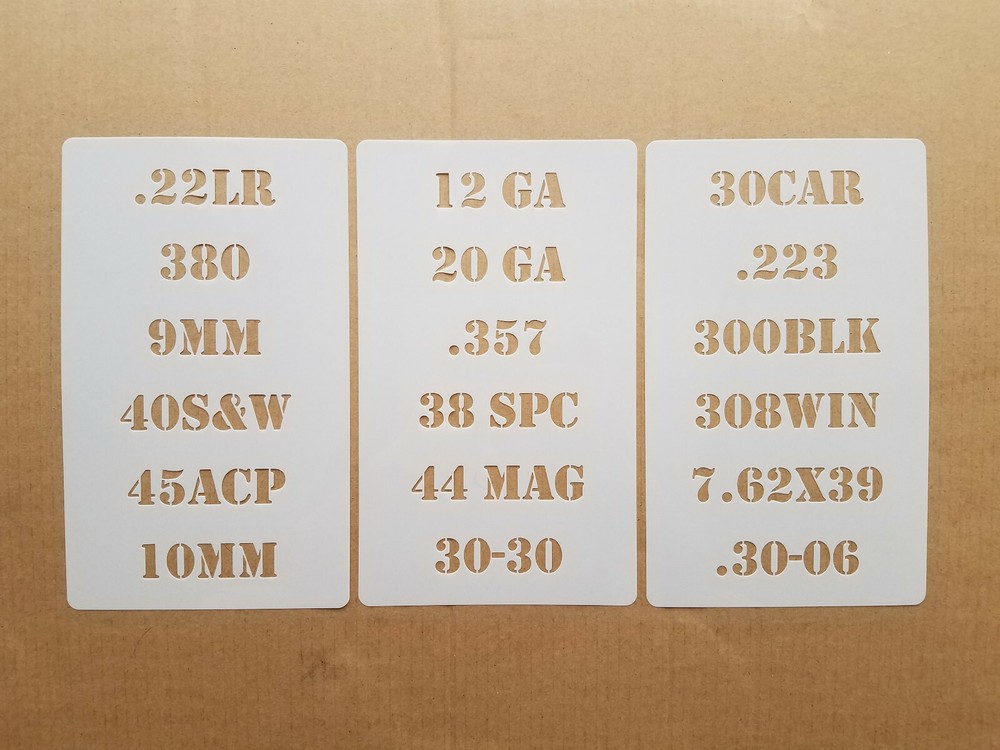 .22LR
380
9MM
40S&W
45ACP
10MM
12 GA
20 GA
.357
38 SPC
44 MAG
30-30
30CAR
.223
300BLK
308WIN
7.62X39
.30-06